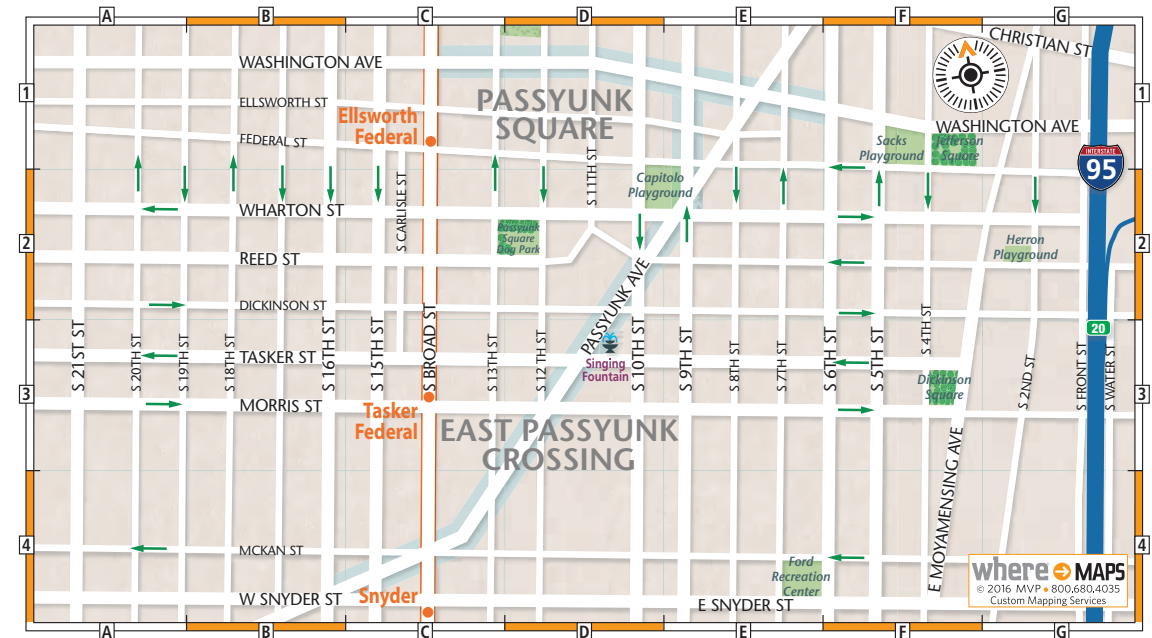 A
B
C
D
E
F
G
CHRISTIAN ST
WASHINGTON AVE
1
1
ELLSWORTH ST
PASSYUNK
SQUARE
Ellsworth
Federal
FEDERAL ST
WASHINGTON AVE
Sacks
Playground
Jefferson
Square
INTERSTATE
95
S 11TH ST
Capitolo
Playground
S CARLISLE ST
WHARTON ST
2
2
Passyunk
Square
Dog Park
REED ST
Herron
Playground
PASSYUNK AVE
DICKINSON ST
20
S 21ST ST
S 20TH ST
S 19TH ST
S 18TH ST
S 16TH ST
S 15TH ST
S BROAD ST
S 13TH ST
S 12TH ST
S 10TH ST
S 9TH ST
S 8TH ST
S 7TH ST
S 6TH ST
S 5TH ST
S 4TH ST
S 2ND ST
S FRONT ST
S WATER ST
TASKER ST
Singing
Fountain
Dickinson
Square
3
3
MORRIS ST
Tasker
Federal
EAST PASSYUNK
CROSSING
E MOYAMENSING AVE
4
4
MCKAN ST
Ford
Recreation
Center
where MAPS
© 2016 MVP • 800.680.4035
Custom Mapping Services
W SNYDER ST
Snyder
E SNYDER ST
A
B
C
D
E
F
G